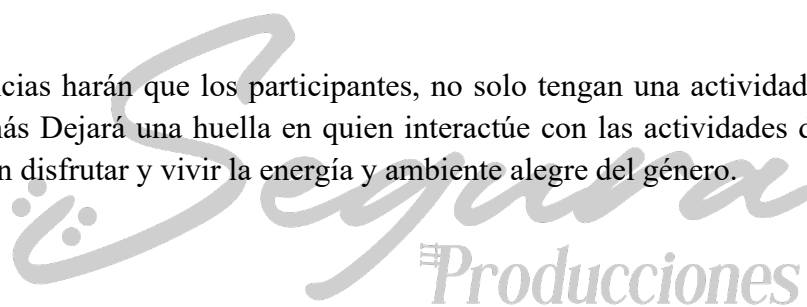 cias harán que los participantes, no solo tengan una actividad
ás Dejará una huella en quien interactúe con las actividades
n disfrutar y vivir la energía y ambiente alegre del género.
Segura
Producciones